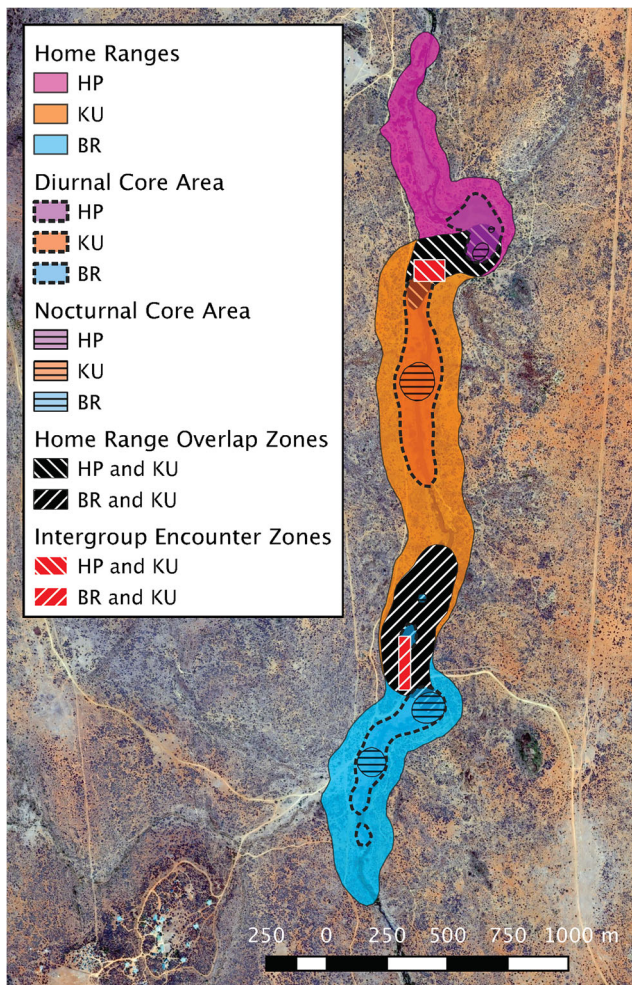 Home Ranges
HP
KU
BR
Diurnal Core Area
HP
KU
BR
Nocturnal Core Area
HP
KU
BR
Home Range Overlap Zones
HP and KU
BR and KU
Intergroup Encounter Zones
HP and KU
BR and KU
250 0 250 500 750 1000 m